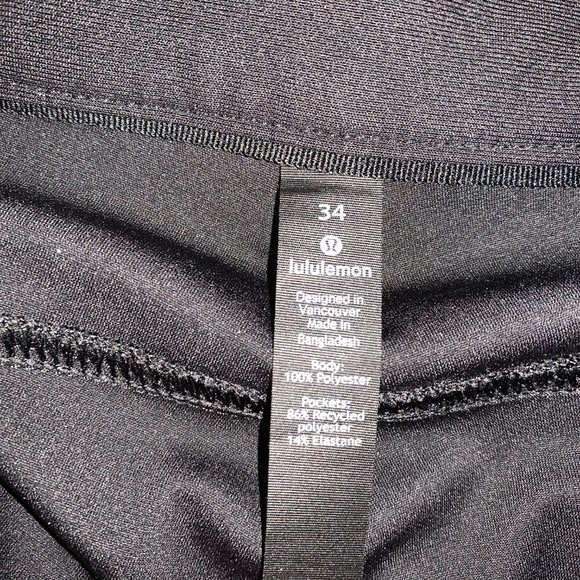 34
lululemon
Designed in
Vancouver
Made in
Bangladesh
Body:
100% Polyester
Pockets:
86% Recycled
polyester
14% Elastane